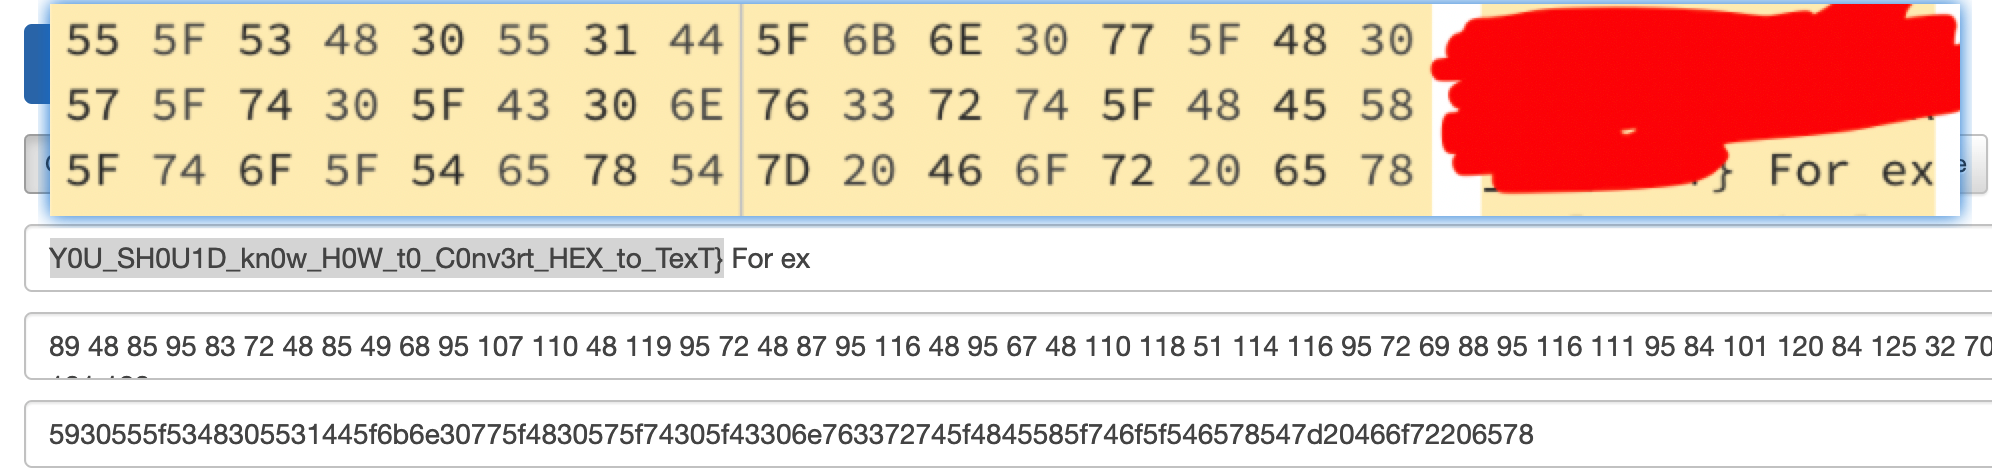 55 5F 53 48 30 55 31 44 5F 6B 6E 30 77 5F 48 30
57 5F 74 30 5F 43 30 6E 76 33 72 74 5F 48 45 58
5F 74 6F 5F 54 65 78 54 7D 20 46 6F 72 20 65 78 } For ex
Y0U_SH0U1D_kn0w_H0W_t0_C0nv3rt_HEX_to_TexT} For ex
89 48 85 95 83 72 48 85 49 68 95 107 110 48 119 95 72 48 87 95 116 48 95 67 48 110 118 51 114 116 95 72 69 88 95 116 111 95 84 101 120 84 125 32 70
5930555f5348305531445f6b6e30775f4830575f74305f43306e763372745f4845585f746f5f546578547d20466f72206578